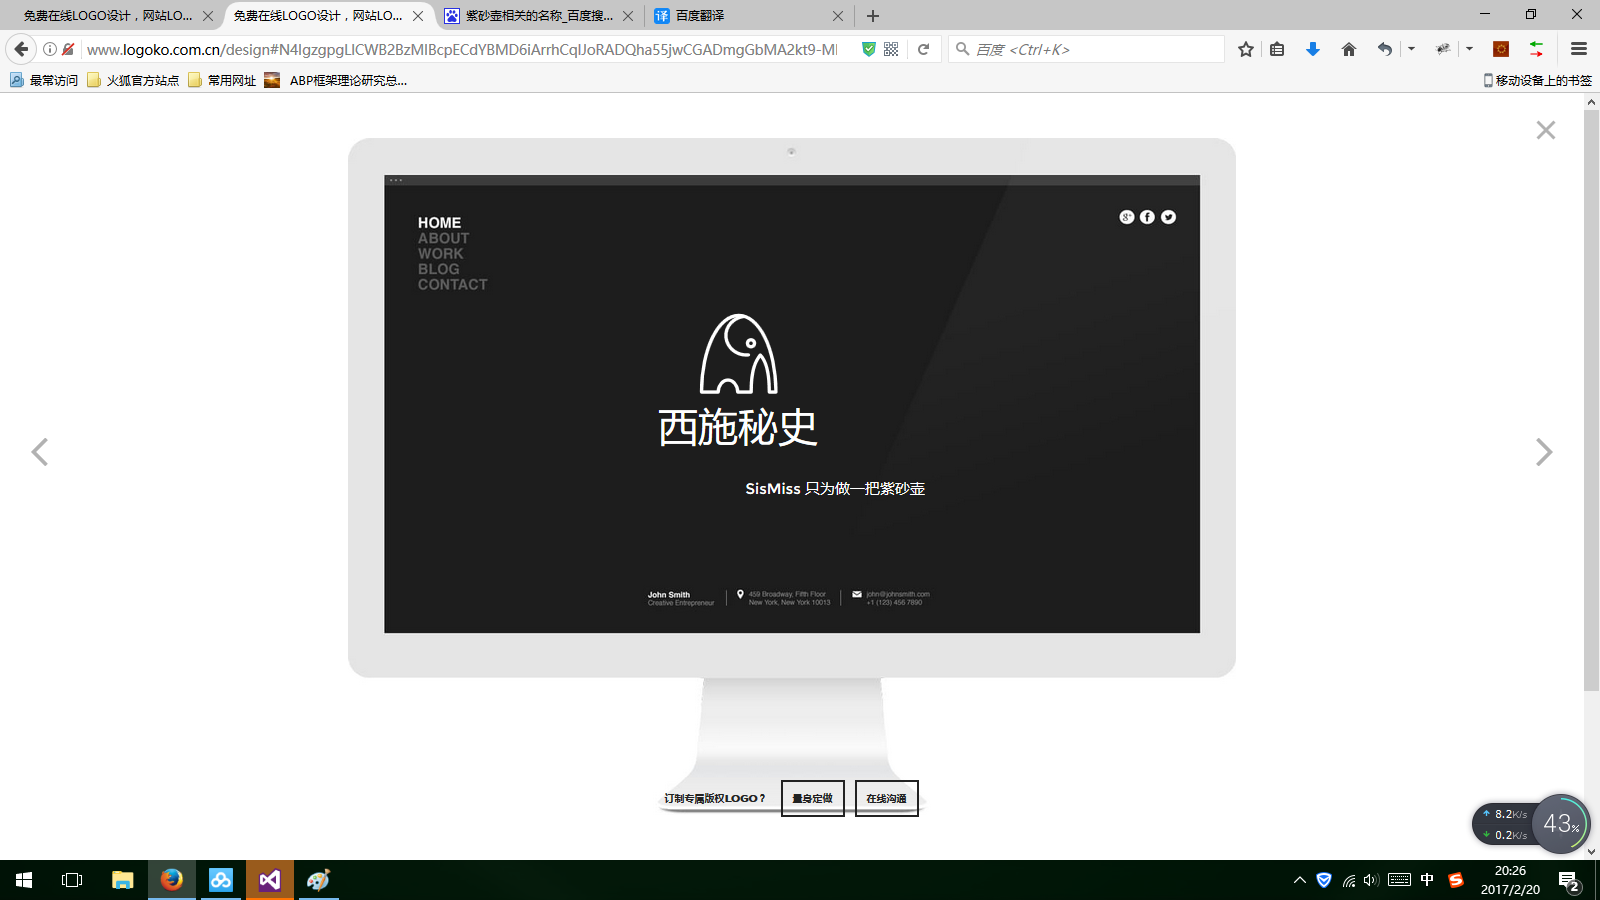 免费在线LOGO设计，网站LO...
免费在线LOGO设计，网站LO...
紫砂壶相关的名称_百度搜...
译 百度翻译
www.logoko.com.cn/design#
百度 <Ctrl+K>
最常访问
火狐官方站点
常用网址
ABP框架理论研究总...
移动设备上的书签
HOME
ABOUT
WORK
BLOG
CONTACT
西施秘史
SisMiss 只为做一把紫砂壶
John Smith
Creative Entrepreneur
459 Broadway, Fifth Floor
New York, New York 10013
john@johnsmith.com
+1 (123) 456 7890
订制专属版权LOGO？
量身定做
在线沟通
8.2K/s
0.2K/s
43%
中
20:26
2017/2/20
2